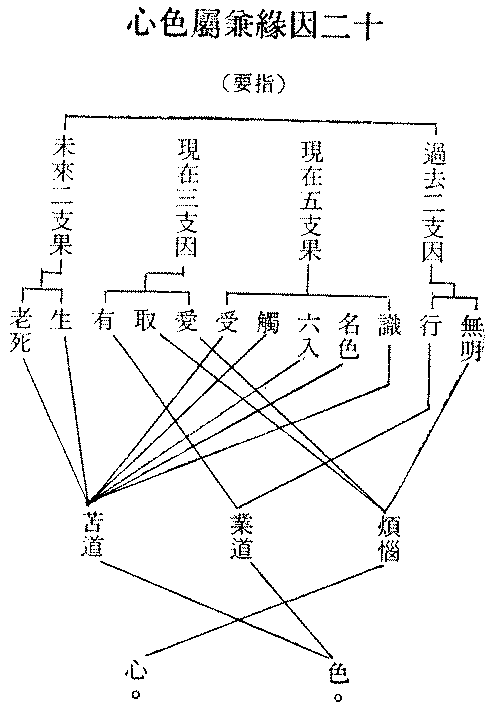 十二因緣兼屬色心
（指要）
過去二支因
現在五支果
現在三支因
未來二支果
無明
行
識
名色
六入
觸
受
愛
取
有
生
老死
煩惱
業道
苦道
色。
心。